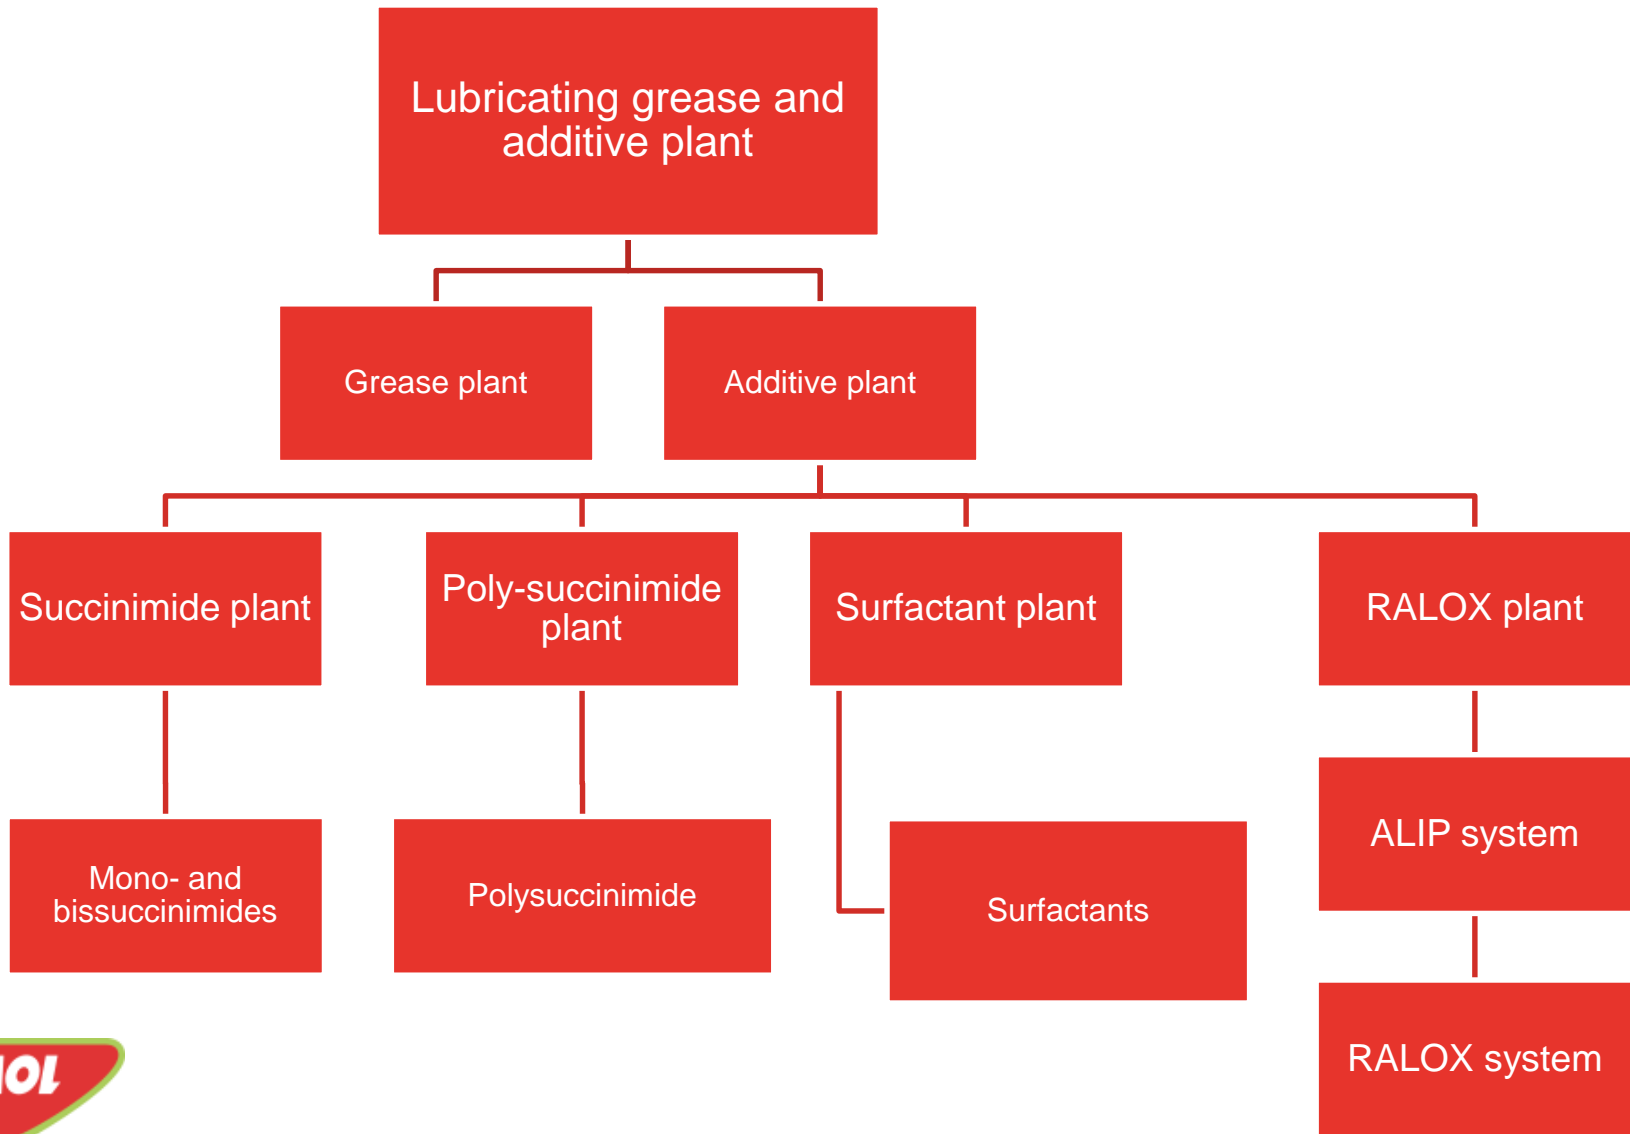 Lubricating grease and
additive plant
Grease plant
Additive plant
Succinimide plant
Poly-succinimide
plant
Surfactant plant
RALOX plant
Mono- and
bissuccinimides
Polysuccinimide
Surfactants
ALIP system
RALOX system